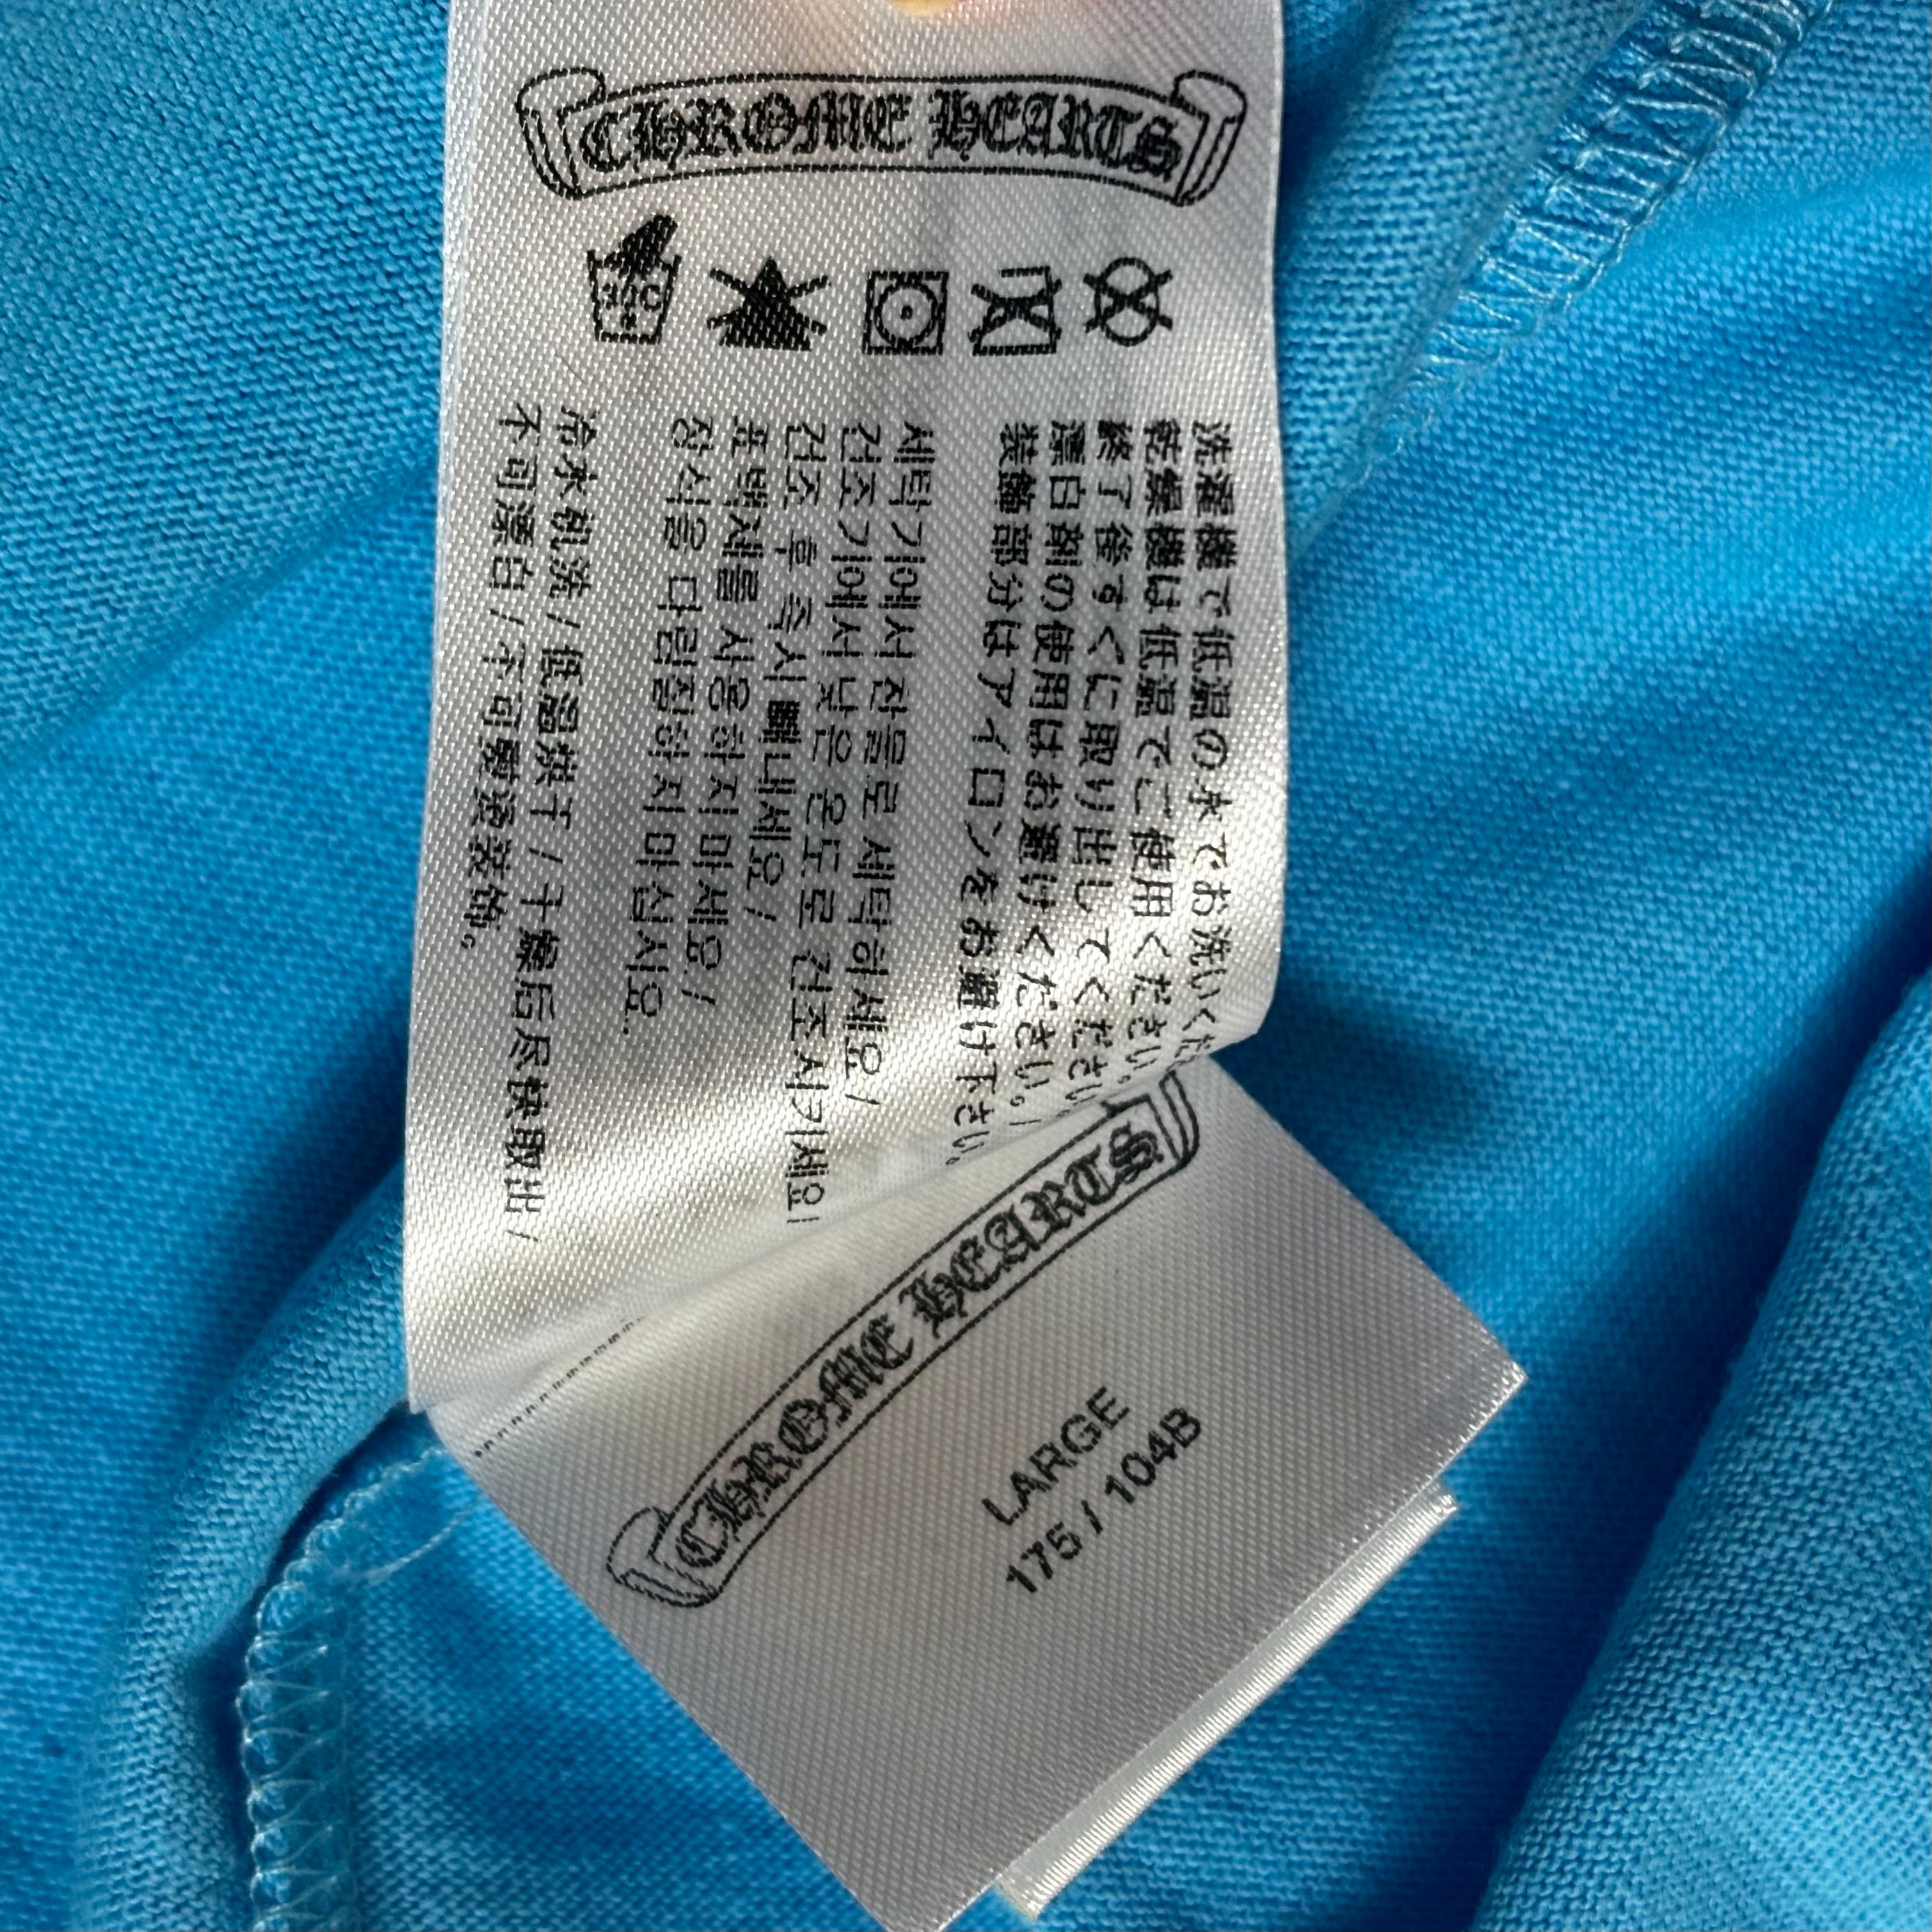 CHROME HEARTS
洗濯機で低温の水でお洗いくだ
乾燥機は低温でご使用ください。
終了後すぐに取り出してください
漂白剤の使用はお避けください。/
装飾部分はアイロンをお避け下さい。
세탁기에서 찬물로 세탁하세요/
건조기에서 낮은 온도로 건조시키세요/
건조 후 즉시 빼내세요/
표백제를 사용하지 마세요./
장식을 다림질하지 마십시오.
冷水机洗 / 低温烘干 / 干燥后尽快取出 /
不可漂白 / 不可熨烫装饰。
CHROME HEARTS
LARGE
175 / 104B